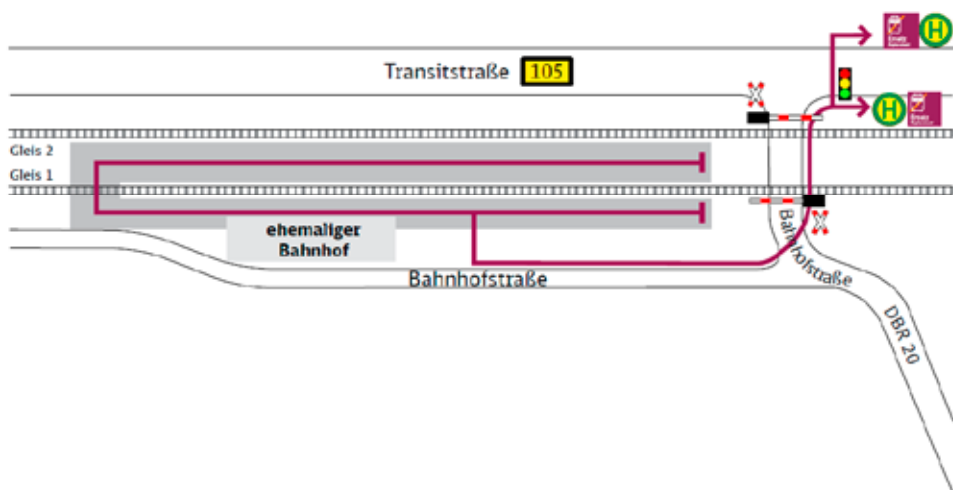 H
Transitstraße 105
H
Gleis 2
Gleis 1
ehemaliger
Bahnhof
Bahnhofstraße
Bahnhofstraße
DBR 20